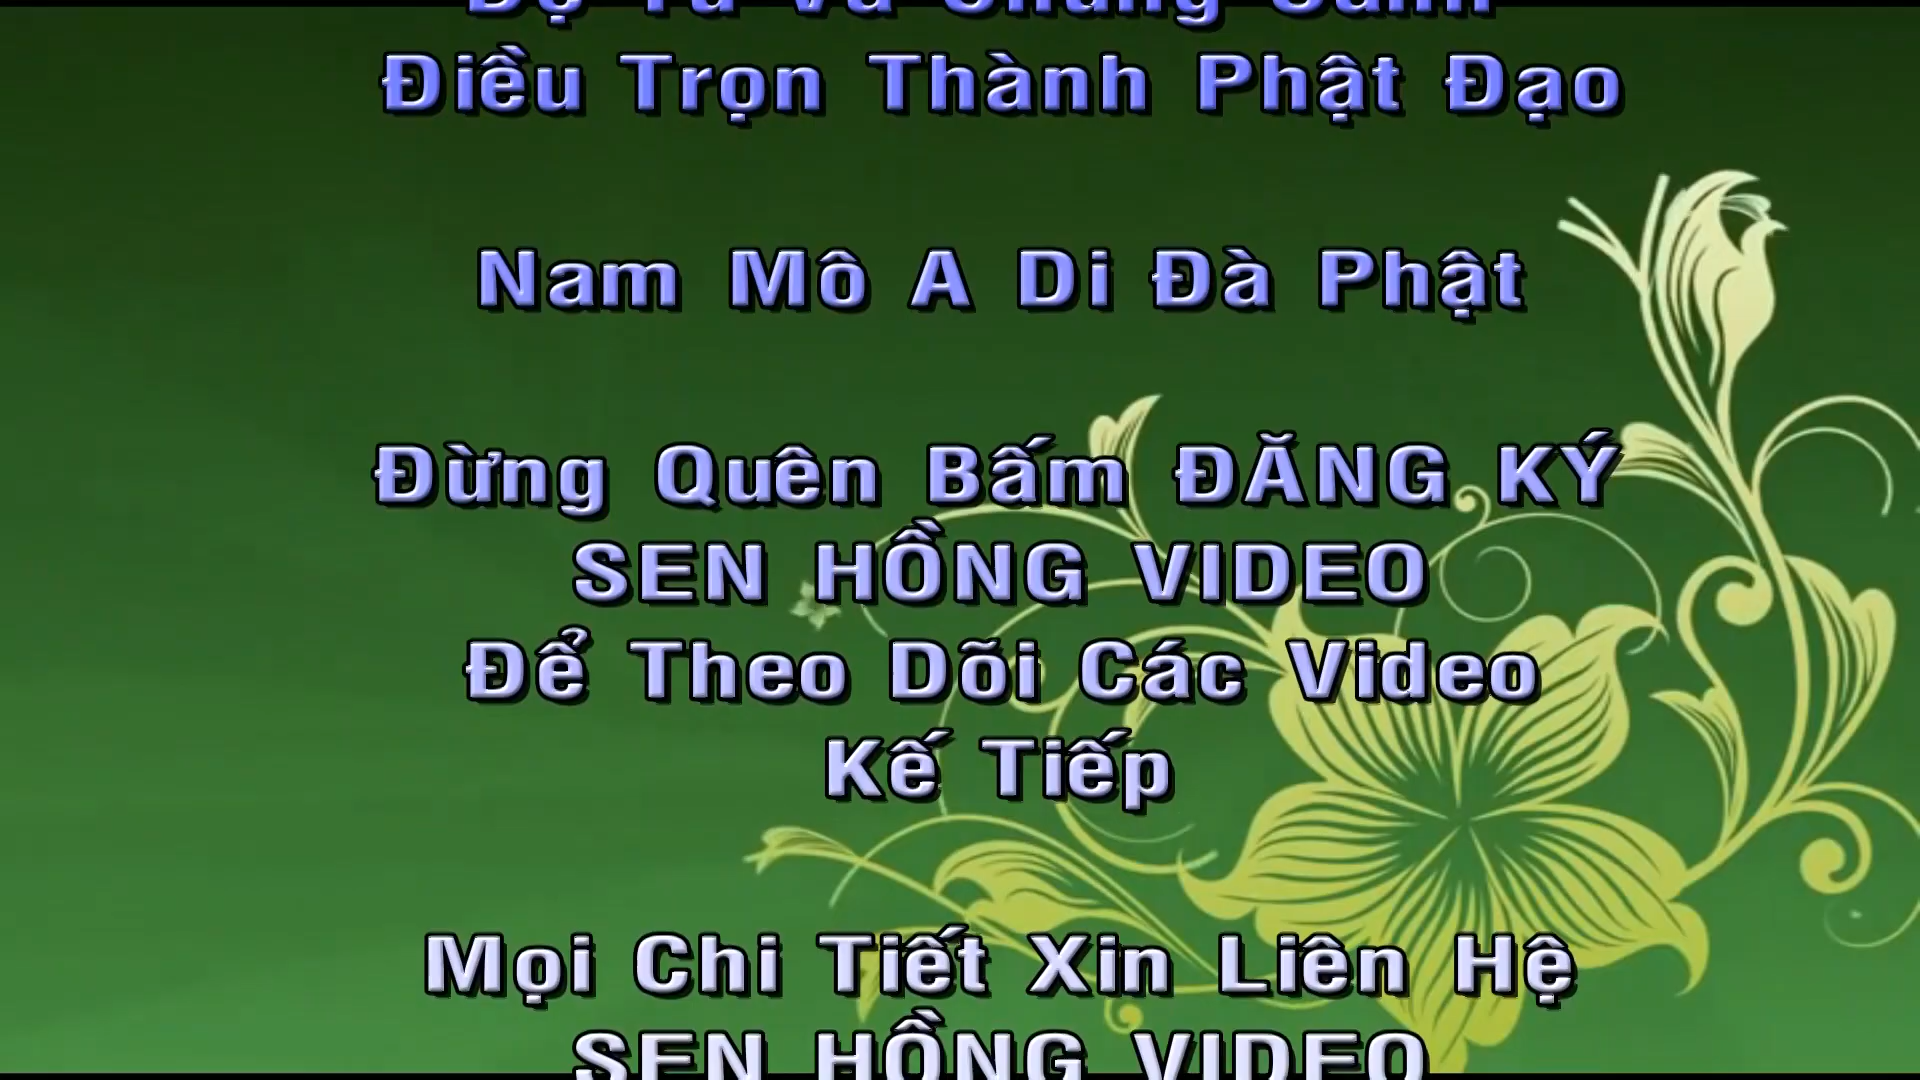 Điều Trọn Thành Phật Đạo
Nam Mô A Di Đà Phật
Đừng Quên Bấm ĐĂNG KÝ
SEN HỒNG VIDEO
Để Theo Dõi Các Video
Kế Tiếp
Mọi Chi Tiết Xin Liên Hệ
SEN HỒNG VIDEO